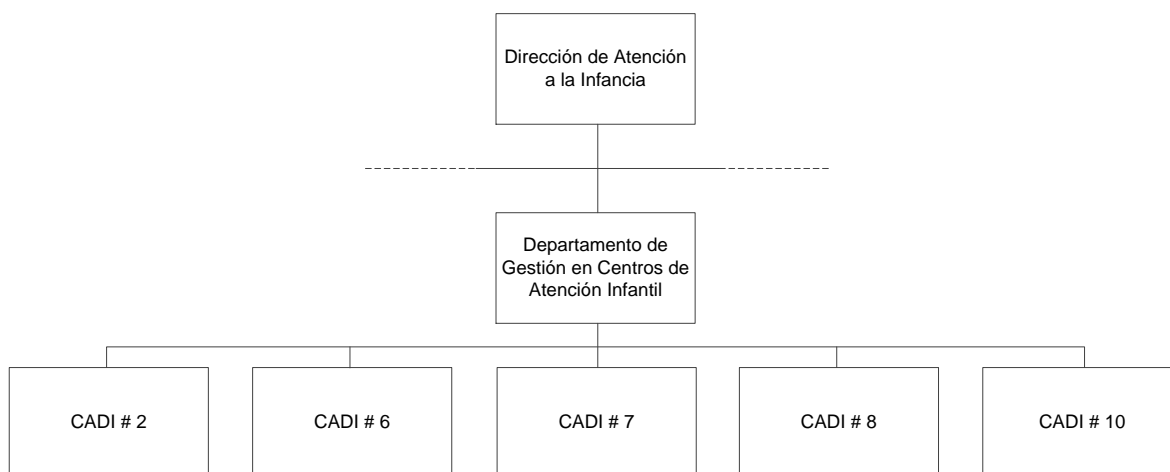 Dirección de Atención
a la Infancia
Departamento de
Gestión en Centros de
Atención Infantil
CADI # 2
CADI # 6
CADI # 7
CADI # 8
CADI # 10